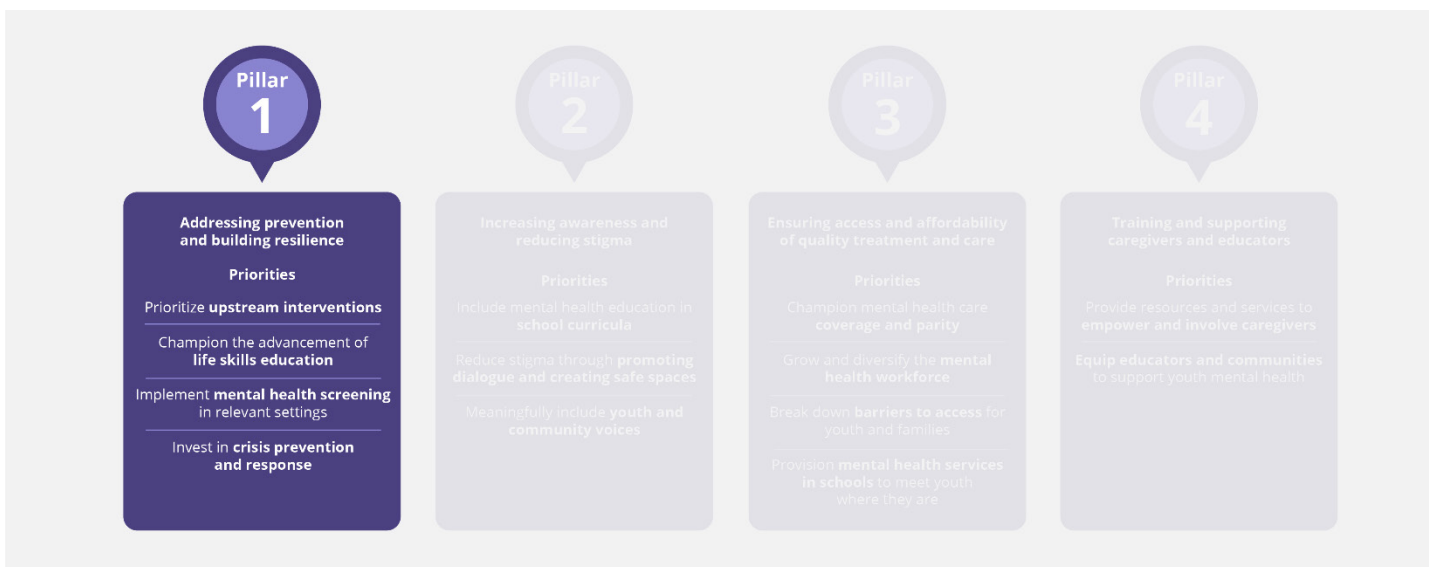 Pillar
1
Addressing prevention
and building resilience
Priorities
Prioritize upstream interventions
Champion the advancement of
life skills education
Implement mental health screening
in relevant settings
Invest in crisis prevention
and response
Pillar
2
Increasing awareness and
reducing stigma
Priorities
Include mental health education in
school curricula
Reduce stigma through promoting
dialogue and creating safe spaces
Meaningfully include youth and
community voices
Pillar
3
Ensuring access and affordability
of quality treatment and care
Priorities
Champion mental health care
coverage and parity
Grow and diversify the mental
health workforce
Break down barriers to access for
youth and families
Provision mental health services
in schools to meet youth
where they are
Pillar
4
Training and supporting
caregivers and educators
Priorities
Provide resources and services to
empower and involve caregivers
Equip educators and communities
to support youth mental health